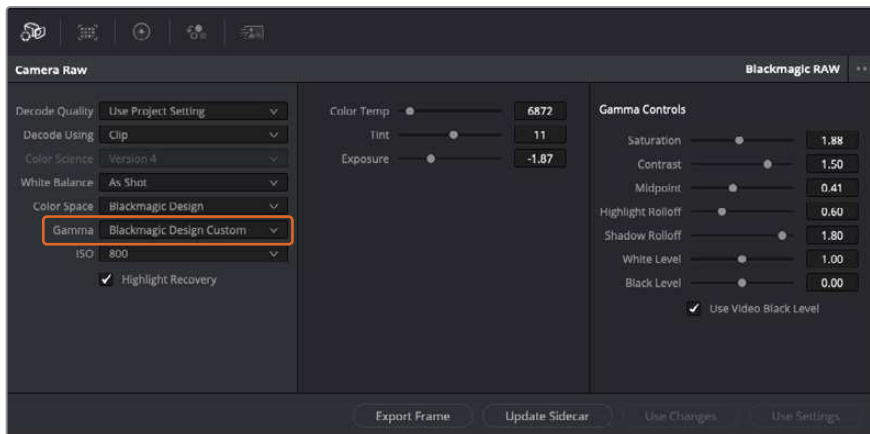 Camera Raw
Blackmagic RAW
Decode Quality Use Project Setting
Decode Using Clip
Color Science Version 4
White Balance As Shot
Color Space Blackmagic Design
Gamma Blackmagic Design Custom
ISO 800
Highlight Recovery
Color Temp 6872
Tint 11
Exposure -1.87
Gamma Controls
Saturation 1.88
Contrast 1.50
Midpoint 0.41
Highlight Rolloff 0.60
Shadow Rolloff 1.80
White Level 1.00
Black Level 0.00
Use Video Black Level
Export Frame
Update Sidecar
Use Changes
Use Settings